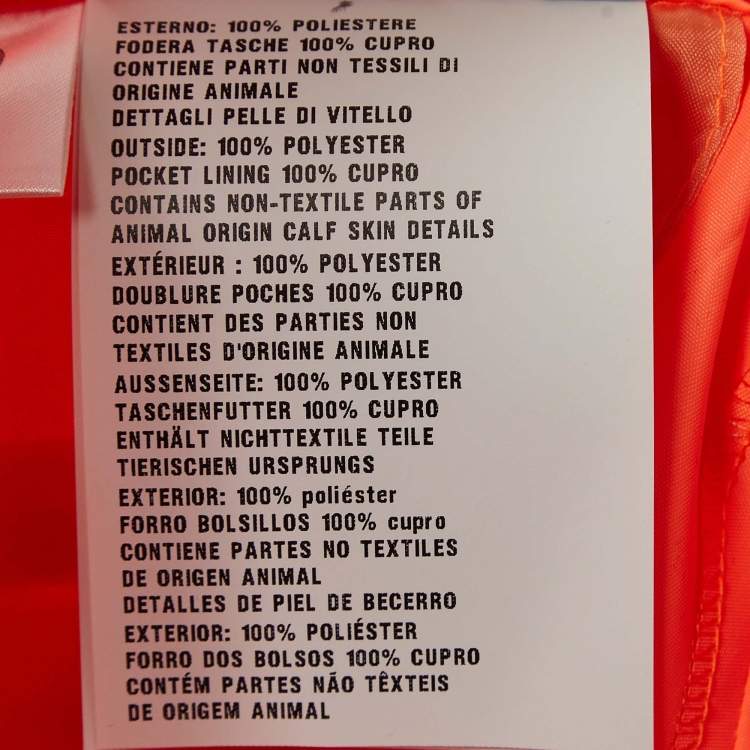 ESTERNO: 100% POLIESTERE
FODERA TASCHE 100% CUPRO
CONTIENE PARTI NON TESSILI DI
ORIGINE ANIMALE
DETTAGLI PELLE DI VITELLO
OUTSIDE: 100% POLYESTER
POCKET LINING 100% CUPRO
CONTAINS NON-TEXTILE PARTS OF
ANIMAL ORIGIN CALF SKIN DETAILS
EXTÉRIEUR : 100% POLYESTER
DOUBLURE POCHES 100% CUPRO
CONTIENT DES PARTIES NON
TEXTILES D'ORIGINE ANIMALE
AUSSENSEITE: 100% POLYESTER
TASCHENFUTTER 100% CUPRO
ENTHÄLT NICHTTEXTILE TEILE
TIERISCHEN URSPRUNGS
EXTERIOR: 100% poliéster
FORRO BOLSILLOS 100% cupro
CONTIENE PARTES NO TEXTILES
DE ORIGEN ANIMAL
DETALLES DE PIEL DE BECERRO
EXTERIOR: 100% POLIÉSTER
FORRO DOS BOLSOS 100% CUPRO
CONTÉM PARTES NÃO TÊXTEIS
DE ORIGEM ANIMAL